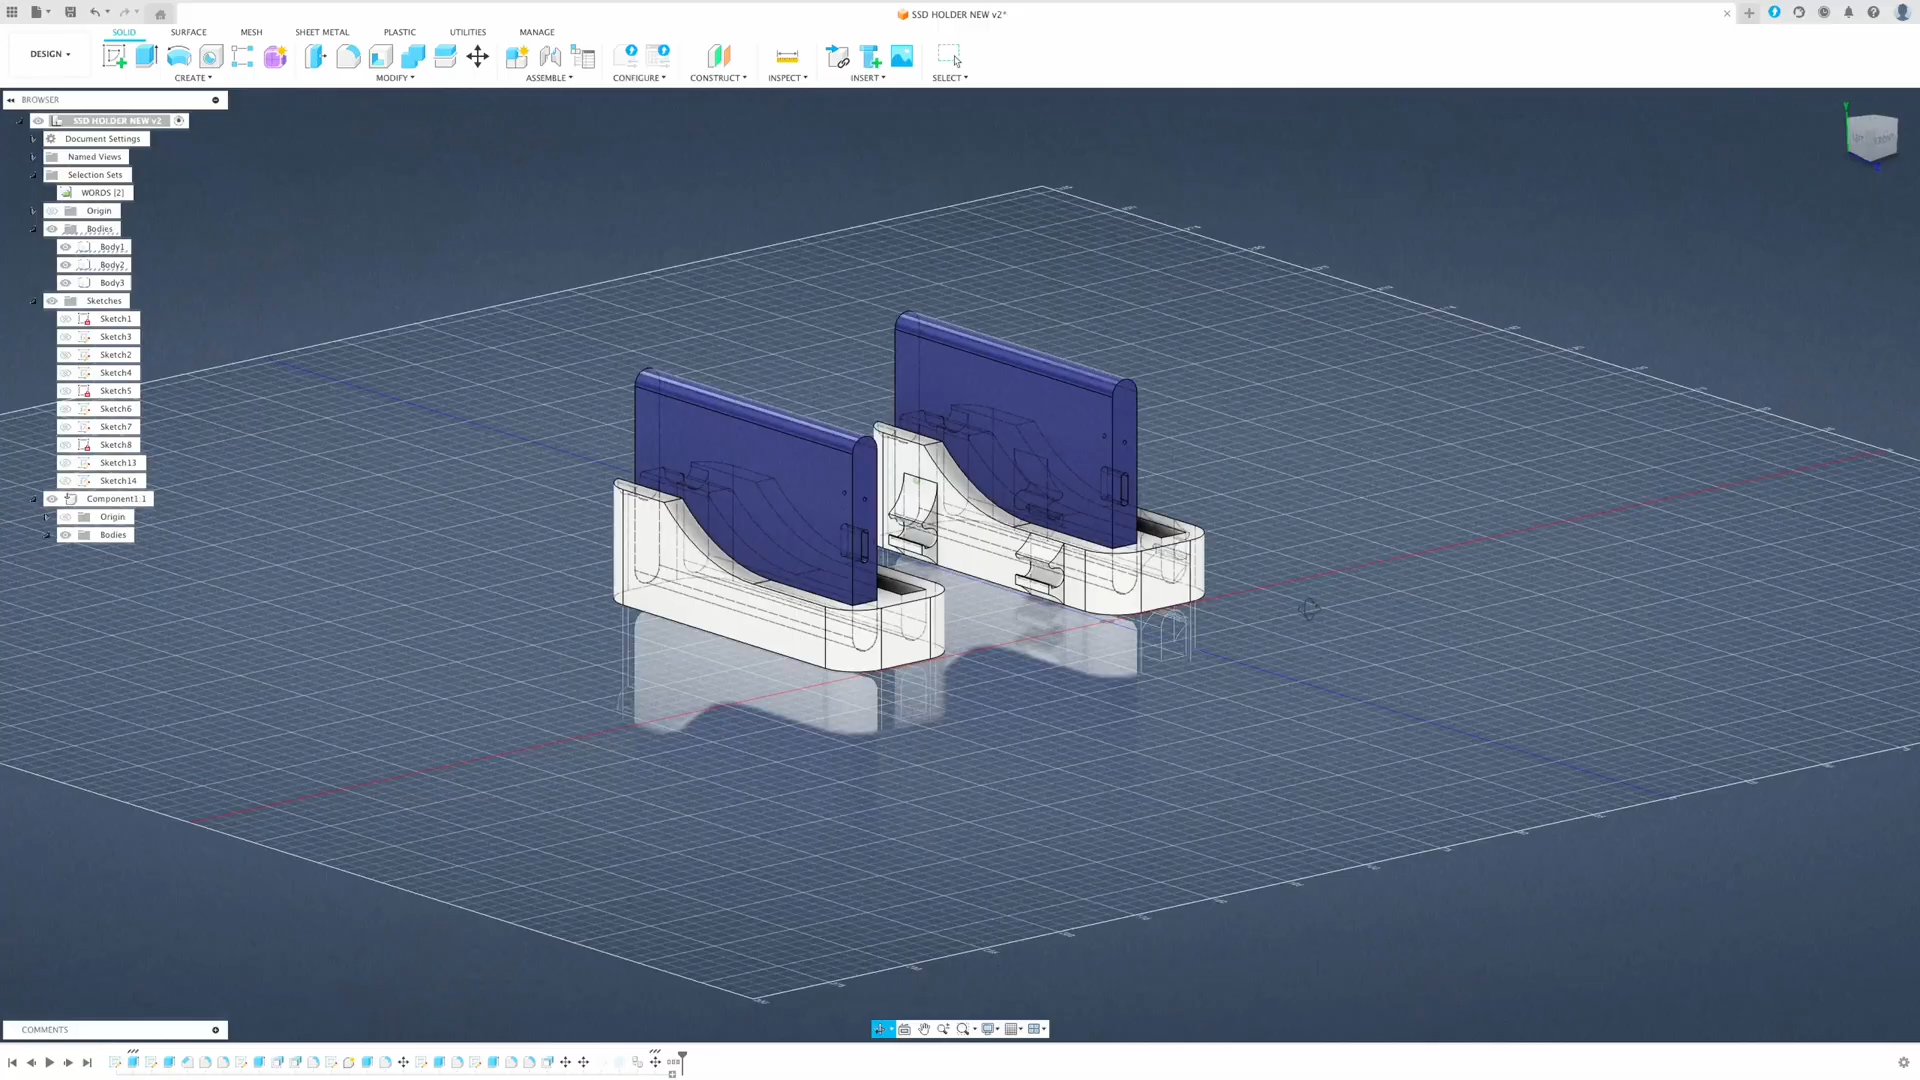 SSD HOLDER NEW v2*
SOLID SURFACE MESH SHEET METAL PLASTIC UTILITIES MANAGE
DESIGN
CREATE MODIFY ASSEMBLE CONFIGURE CONSTRUCT INSPECT INSERT SELECT
BROWSER
SSD HOLDER NEW v2
Document Settings
Named Views
Selection Sets
WORDS [2]
Origin
Bodies
Body1
Body2
Body3
Sketches
Sketch1
Sketch3
Sketch2
Sketch4
Sketch5
Sketch6
Sketch7
Sketch8
Sketch13
Sketch14
Component1:1
Origin
Bodies
COMMENTS